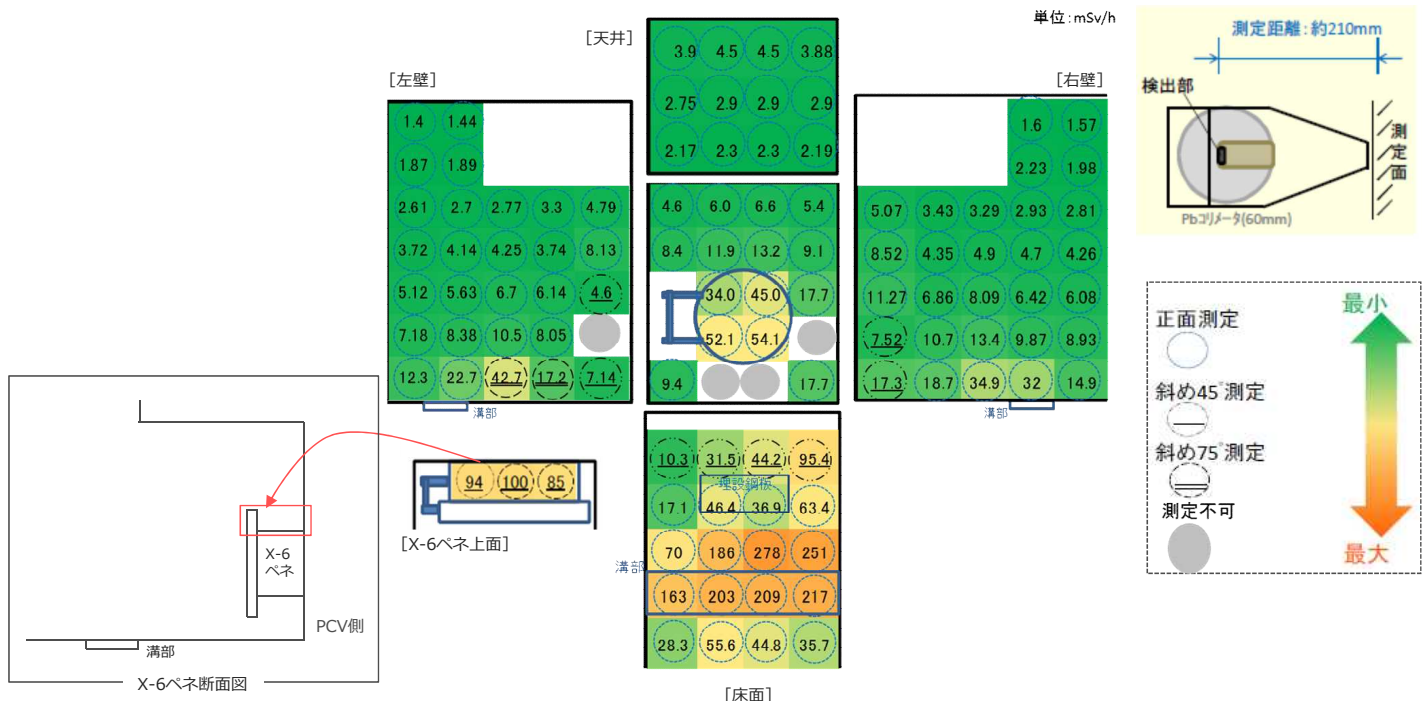 単位:mSv/h
[天井]
3.9 4.5 4.5 3.88
2.75 2.9 2.9 2.9
2.17 2.3 2.3 2.19
[左壁]
1.4 1.44
1.87 1.89
2.61 2.7 2.77 3.3 4.79
3.72 4.14 4.25 3.74 8.13
5.12 5.63 6.7 6.14 4.6
7.18 8.38 10.5 8.05
12.3 22.7 42.7 17.2 7.14
溝部
4.6 6.0 6.6 5.4
8.4 11.9 13.2 9.1
34.0 45.0 17.7
52.1 54.1
9.4 17.7
[右壁]
1.6 1.57
2.23 1.98
5.07 3.43 3.29 2.93 2.81
8.52 4.35 4.9 4.7 4.26
11.27 6.86 8.09 6.42 6.08
7.52 10.7 13.4 9.87 8.93
17.3 18.7 34.9 32 14.9
溝部
測定距離:約210mm
検出部
測定面
Pbコリメータ(60mm)
正面測定
斜め45°測定
斜め75°測定
測定不可
最小
最大
94 100 85
[X-6ペネ上面]
10.3 31.5 44.2 95.4
埋設鋼板
17.1 46.4 36.9 63.4
70 186 278 251
溝部
163 203 209 217
28.3 55.6 44.8 35.7
[床面]
X-6
ペネ
PCV側
溝部
X-6ペネ断面図